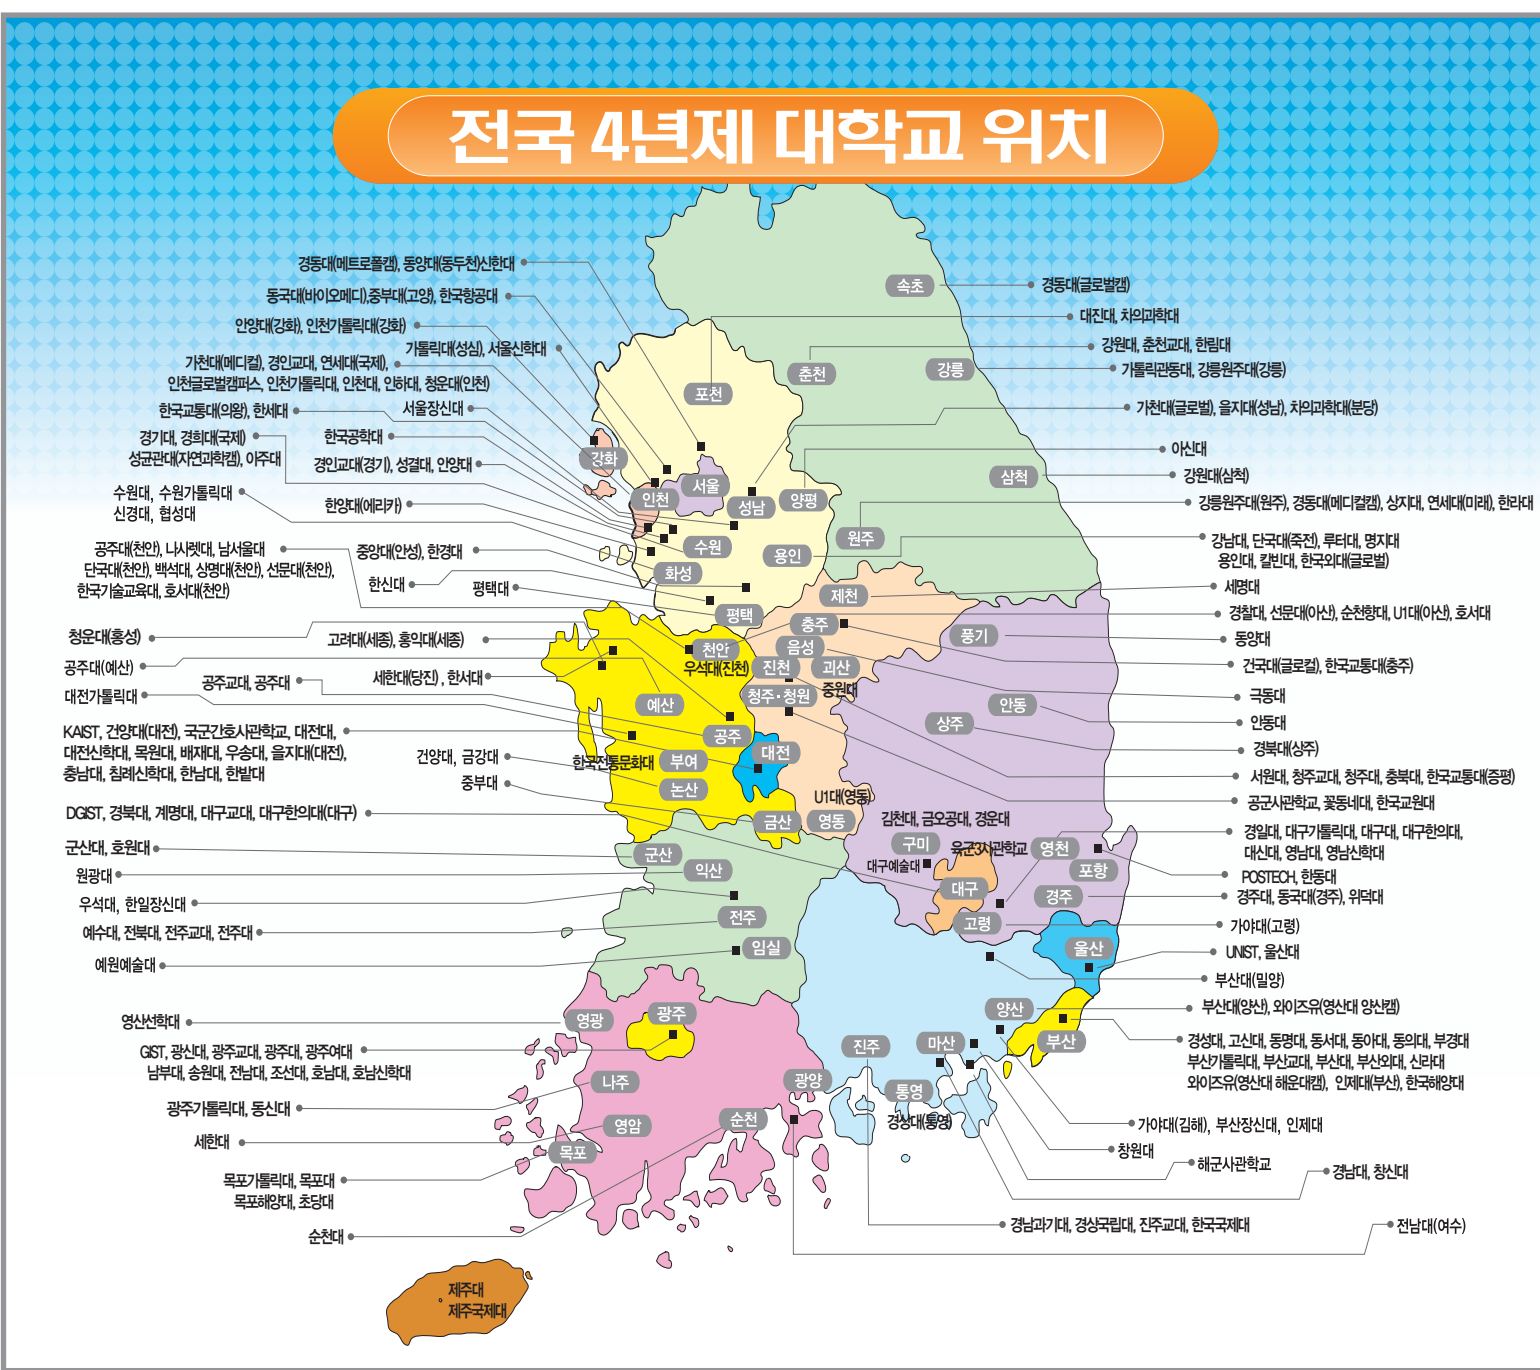 전국 4년제 대학교 위치
경동대(메트로폴캠), 동양대(동두천)신한대
동국대(바이오메디),중부대(고양), 한국항공대
안양대(강화), 인천가톨릭대(강화)
가톨릭대(성심), 서울신학대
가천대(메디컬), 경인교대, 연세대(국제),
인천글로벌캠퍼스, 인천가톨릭대, 인천대, 인하대, 청운대(인천)
한국교통대(의왕), 한세대
서울장신대
경기대, 경희대(국제)
성균관대(자연과학캠), 아주대
한국공학대
경인교대(경기), 성결대, 안양대
수원대, 수원가톨릭대
신경대, 협성대
한양대(에리카)
공주대(천안), 나사렛대, 남서울대
단국대(천안), 백석대, 상명대(천안), 선문대(천안),
한국기술교육대, 호서대(천안)
중앙대(안성), 한경대
한신대
평택대
청운대(홍성)
고려대(세종), 홍익대(세종)
공주대(예산)
공주교대, 공주대
세한대(당진) , 한서대
대전가톨릭대
KAIST, 건양대(대전), 국군간호사관학교, 대전대,
대전신학대, 목원대, 배재대, 우송대, 을지대(대전),
충남대, 침례신학대, 한남대, 한밭대
건양대, 금강대
중부대
DGIST, 경북대, 계명대, 대구교대, 대구한의대(대구)
군산대, 호원대
원광대
우석대, 한일장신대
예수대, 전북대, 전주교대, 전주대
예원예술대
영산선학대
GIST, 광신대, 광주교대, 광주대, 광주여대
남부대, 송원대, 전남대, 조선대, 호남대, 호남신학대
광주가톨릭대, 동신대
세한대
목포가톨릭대, 목포대
목포해양대, 초당대
순천대
속초
춘천
강릉
포천
강화
인천
서울
성남
양평
삼척
수원
용인
원주
화성
평택
제천
충주
풍기
천안
음성
우석대(진천)
진천
괴산
중원대
청주·청원
예산
안동
상주
공주
대전
한국전통문화대
부여
논산
U1대(영동)
금산
영동
김천대, 금오공대, 경운대
구미
육군3사관학교
영천
대구예술대
포항
대구
경주
고령
군산
익산
전주
임실
울산
영광
광주
양산
부산
진주
마산
나주
광양
통영
경상대(통영)
영암
순천
목포
제주대
제주국제대
경동대(글로벌캠)
대진대, 차의과학대
강원대, 춘천교대, 한림대
가톨릭관동대, 강릉원주대(강릉)
가천대(글로벌), 을지대(성남), 차의과학대(분당)
아신대
강원대(삼척)
강릉원주대(원주), 경동대(메디컬캠), 상지대, 연세대(미래), 한라대
강남대, 단국대(죽전), 루터대, 명지대
용인대, 칼빈대, 한국외대(글로벌)
세명대
경찰대, 선문대(아산), 순천향대, U1대(아산), 호서대
동양대
건국대(글로컬), 한국교통대(충주)
극동대
안동대
경북대(상주)
서원대, 청주교대, 청주대, 충북대, 한국교통대(증평)
공군사관학교, 꽃동네대, 한국교원대
경일대, 대구가톨릭대, 대구대, 대구한의대,
대신대, 영남대, 영남신학대
POSTECH, 한동대
경주대, 동국대(경주), 위덕대
가야대(고령)
UNIST, 울산대
부산대(밀양)
부산대(양산), 와이즈유(영산대 양산캠)
경성대, 고신대, 동명대, 동서대, 동아대, 동의대, 부경대
부산가톨릭대, 부산교대, 부산대, 부산외대, 신라대
와이즈유(영산대 해운대캠), 인제대(부산), 한국해양대
가야대(김해), 부산장신대, 인제대
창원대
해군사관학교
경남대, 창신대
경남과기대, 경상국립대, 진주교대, 한국국제대
전남대(여수)